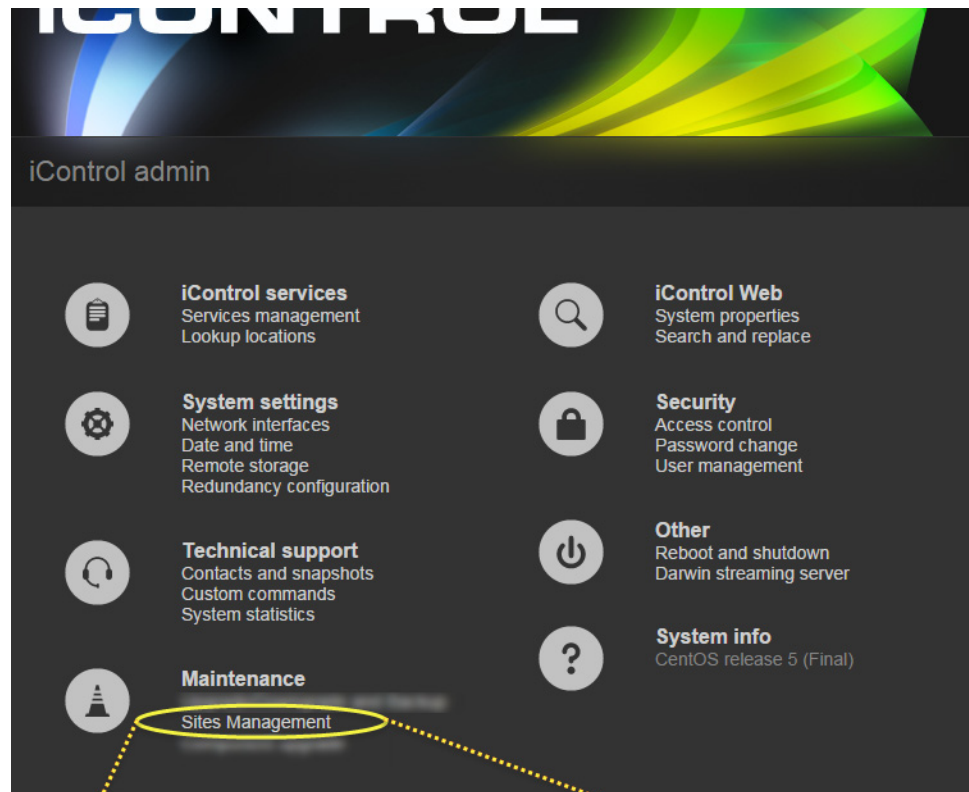 iCONTROL
iControl admin
iControl services
Services management
Lookup locations
System settings
Network interfaces
Date and time
Remote storage
Redundancy configuration
Technical support
Contacts and snapshots
Custom commands
System statistics
Maintenance
Sites Management
iControl Web
System properties
Search and replace
Security
Access control
Password change
User management
Other
Reboot and shutdown
Darwin streaming server
System info
CentOS release 5 (Final)